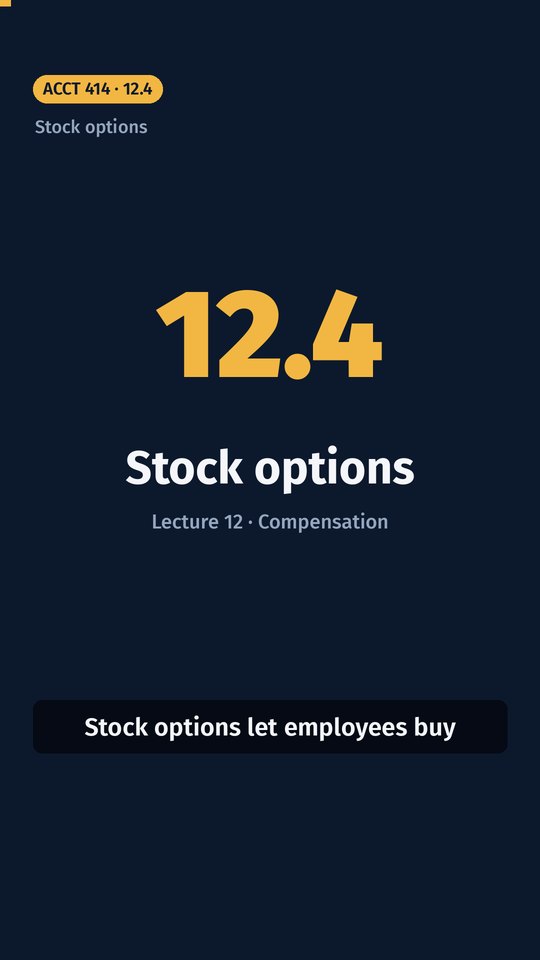 ACCT 414 · 12.4
Stock options
12.4
Stock options
Lecture 12 · Compensation
Stock options let employees buy